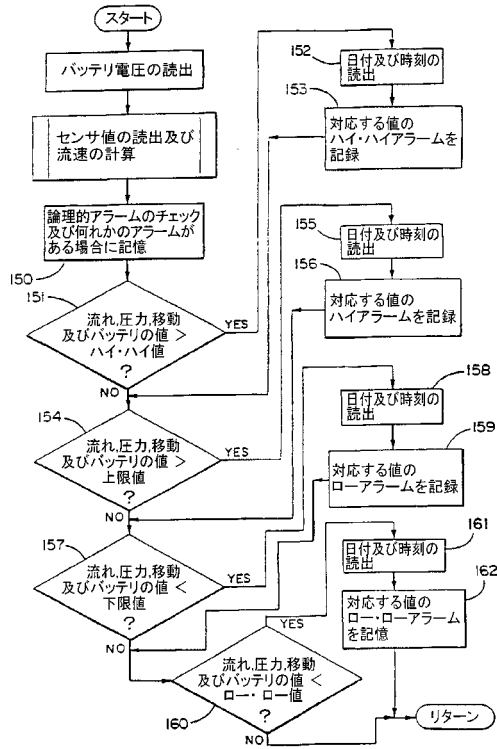 スタート
バッテリ電圧の読出
センサ値の読出及び
流速の計算
論理的アラームのチェック
及び何れかのアラームが
ある場合に記憶
150
151
流れ,圧力,移動
及びバッテリの値 >
ハイ・ハイ値
?
YES
NO
152
日付及び時刻の
読出
153
対応する値の
ハイ・ハイアラームを
記録
154
流れ,圧力,移動
及びバッテリの値 >
上限値
?
YES
NO
155
日付及び時刻の
読出
156
対応する値の
ハイアラームを記録
157
流れ,圧力,移動
及びバッテリの値 <
下限値
?
YES
NO
158
日付及び時刻の
読出
159
対応する値の
ローアラームを記録
160
流れ,圧力,移動
及びバッテリの値 <
ロー・ロー値
?
YES
NO
161
日付及び時刻の
読出
162
対応する値の
ロー・ローアラーム
を記憶
リターン